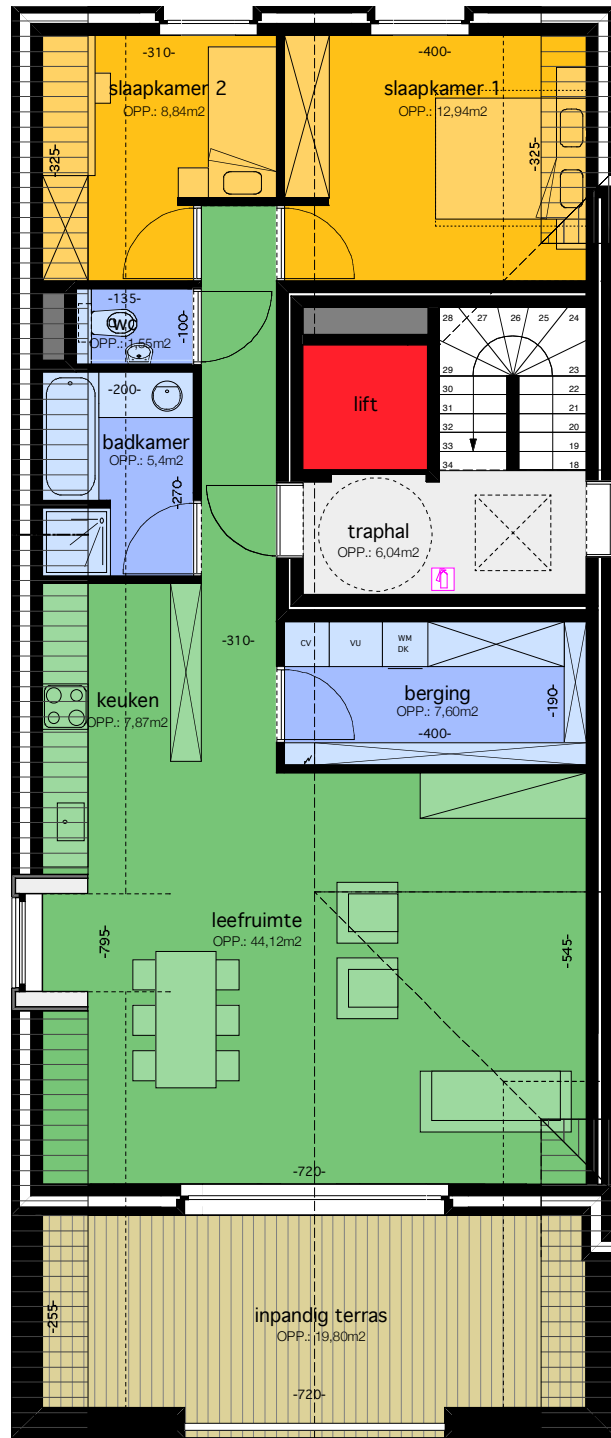 -310-
-400-
slaapkamer 2
OPP.: 8,84m2
slaapkamer 1
OPP.: 12,94m2
-325-
-325-
-135-
WC
OPP.: 1,55m2
-100-
28 27 26 25 24
29 23
30 22
31 21
32 20
33 19
34 18
lift
-200-
badkamer
OPP.: 5,4m2
-270-
traphal
OPP.: 6,04m2
-310-
CV
VU
WM
DK
keuken
OPP.: 7,87m2
berging
OPP.: 7,60m2
-400-
-190-
leefruimte
OPP.: 44,12m2
-795-
-545-
-720-
inpandig terras
OPP.: 19,80m2
-255-
-720-